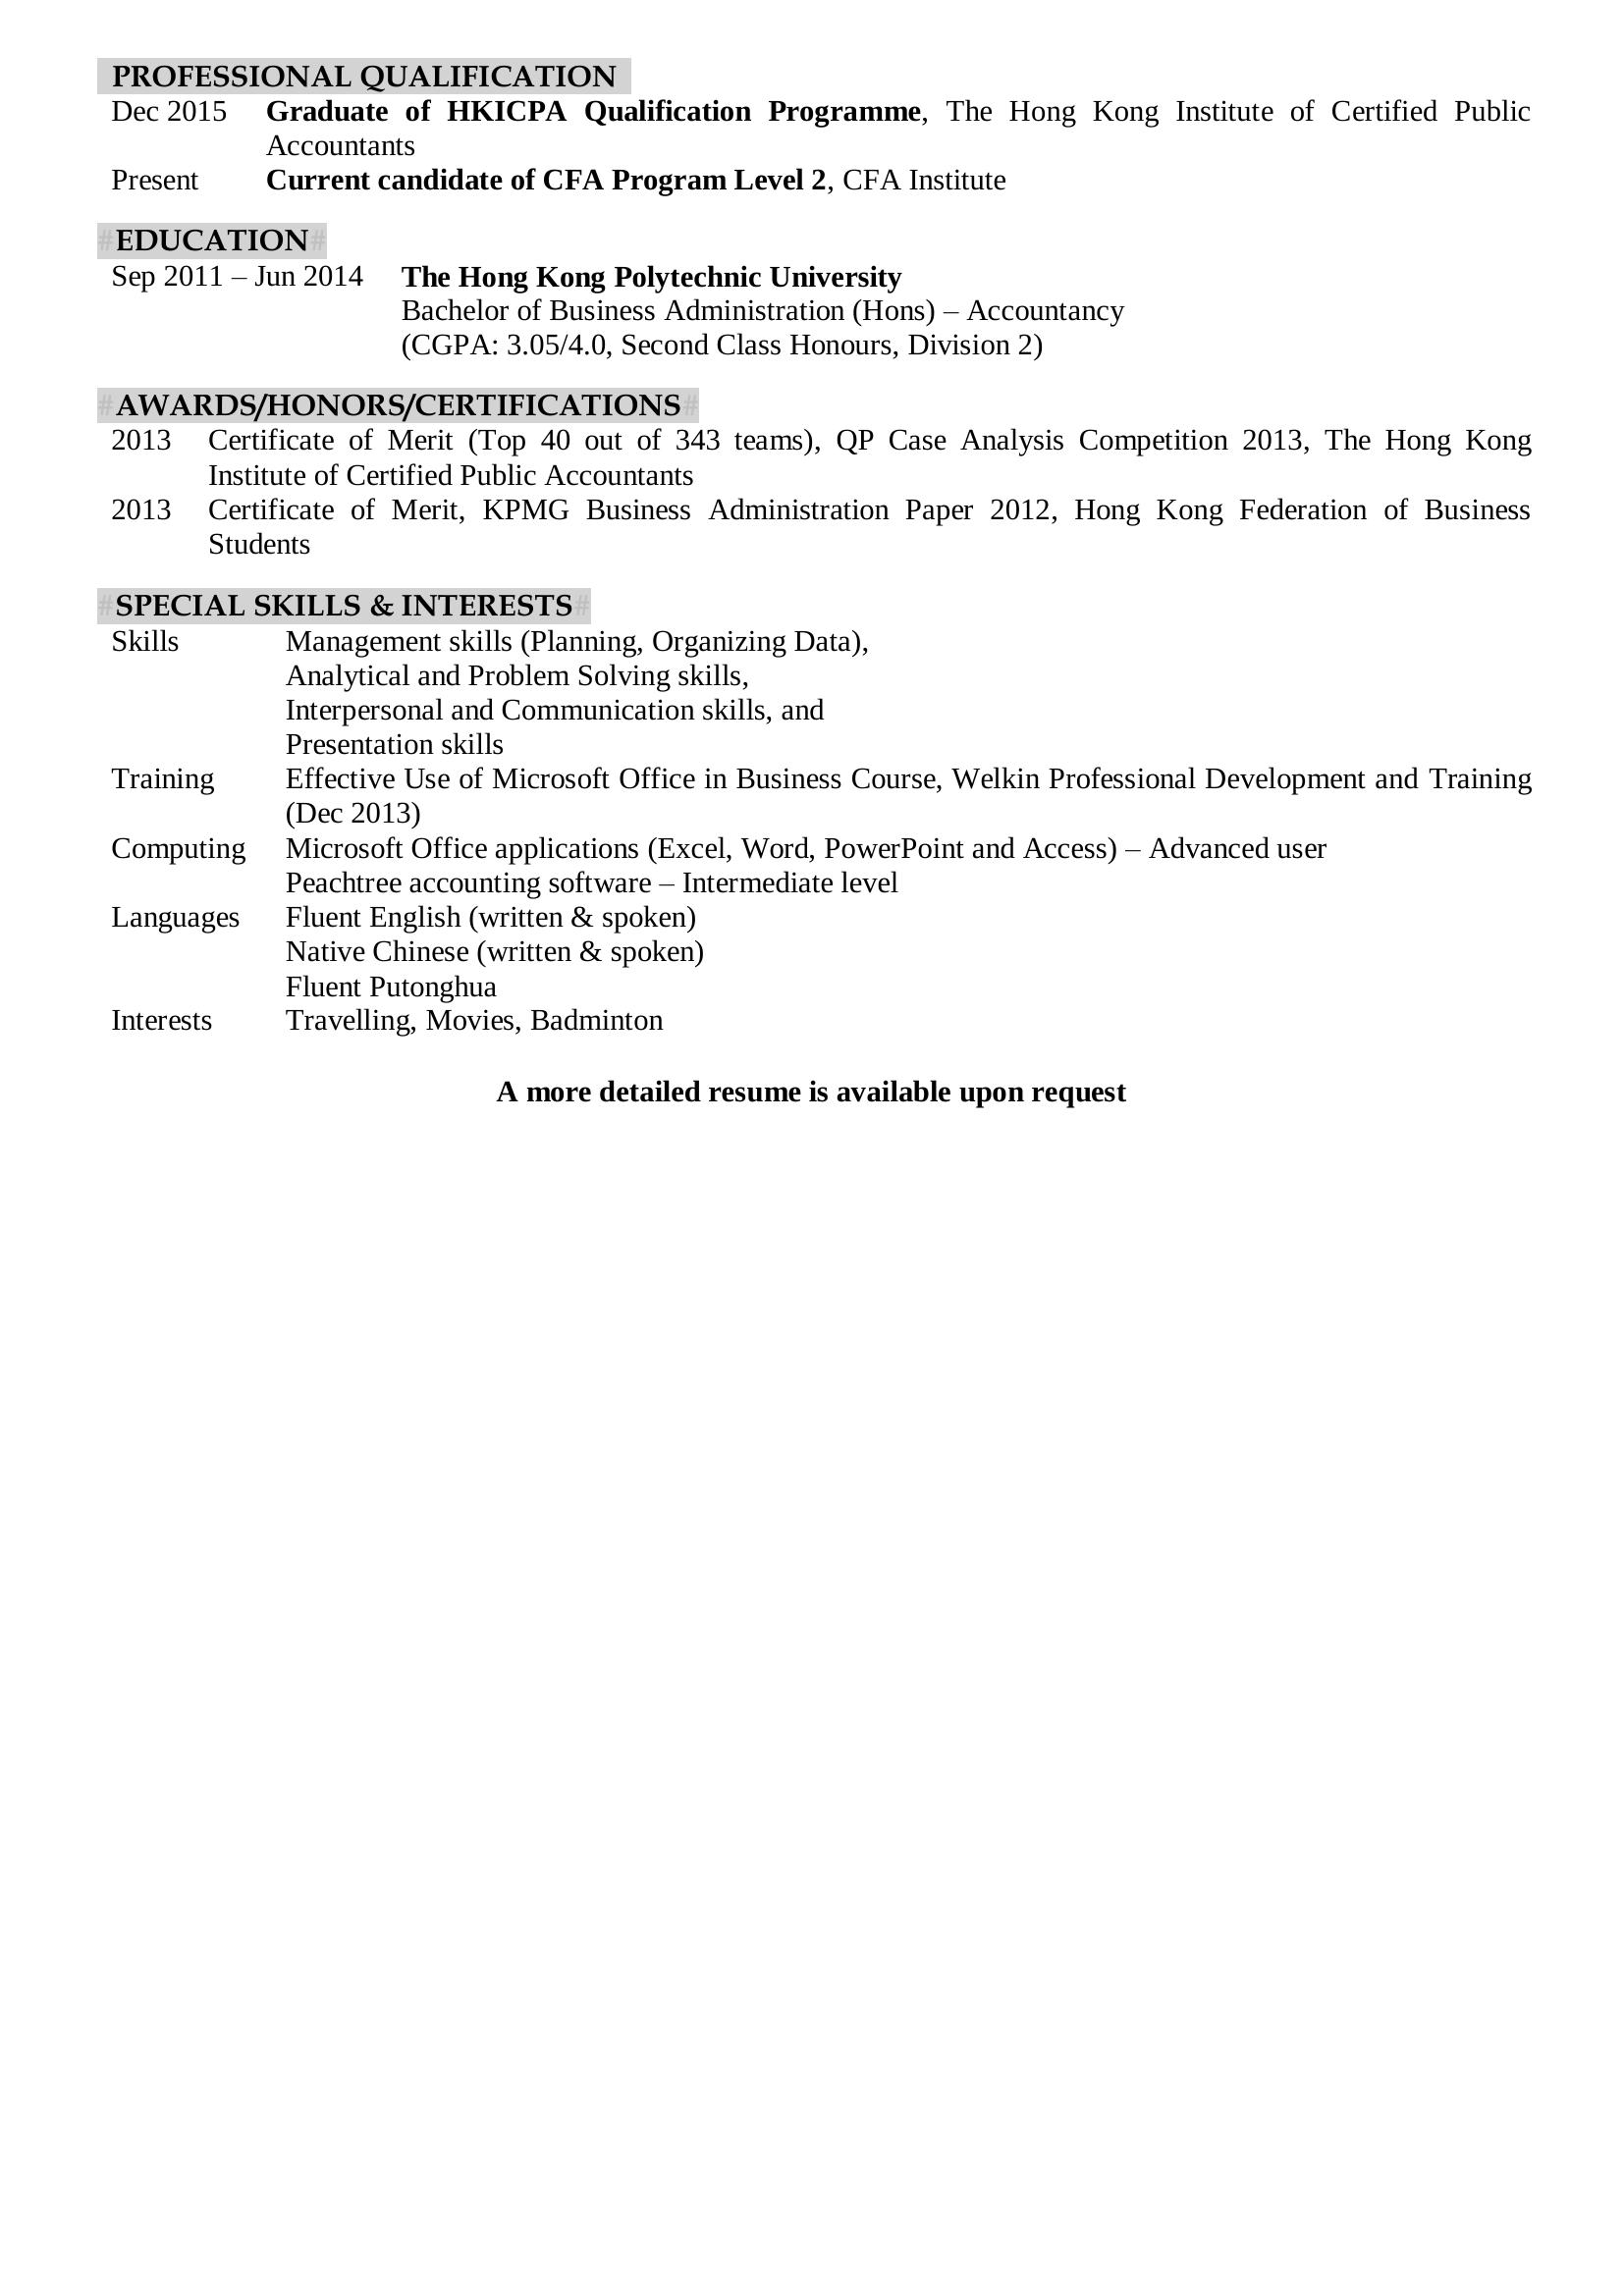 PROFESSIONAL QUALIFICATION
Dec 2015 Graduate of HKICPA Qualification Programme, The Hong Kong Institute of Certified Public
Accountants
Present Current candidate of CFA Program Level 2, CFA Institute
#EDUCATION#
Sep 2011 – Jun 2014 The Hong Kong Polytechnic University
Bachelor of Business Administration (Hons) – Accountancy
(CGPA: 3.05/4.0, Second Class Honours, Division 2)
#AWARDS/HONORS/CERTIFICATIONS#
2013 Certificate of Merit (Top 40 out of 343 teams), QP Case Analysis Competition 2013, The Hong Kong
Institute of Certified Public Accountants
2013 Certificate of Merit, KPMG Business Administration Paper 2012, Hong Kong Federation of Business
Students
#SPECIAL SKILLS & INTERESTS#
Skills Management skills (Planning, Organizing Data),
Analytical and Problem Solving skills,
Interpersonal and Communication skills, and
Presentation skills
Training Effective Use of Microsoft Office in Business Course, Welkin Professional Development and Training
(Dec 2013)
Computing Microsoft Office applications (Excel, Word, PowerPoint and Access) – Advanced user
Peachtree accounting software – Intermediate level
Languages Fluent English (written & spoken)
Native Chinese (written & spoken)
Fluent Putonghua
Interests Travelling, Movies, Badminton
A more detailed resume is available upon request